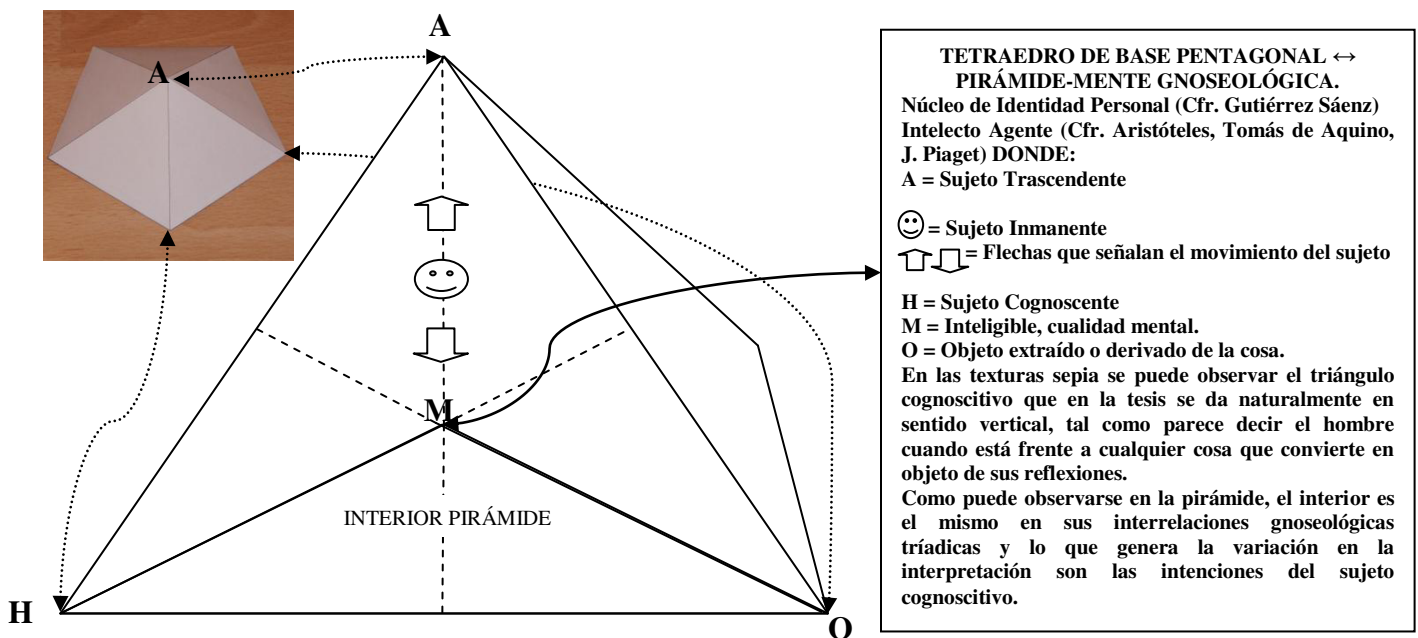 A
A
M
INTERIOR PIRÁMIDE
H
O
TETRAEDRO DE BASE PENTAGONAL ↔
PIRÁMIDE-MENTE GNOSEOLÓGICA.
Núcleo de Identidad Personal (Cfr. Gutiérrez Sáenz)
Intelecto Agente (Cfr. Aristóteles, Tomás de Aquino,
J. Piaget) DONDE:
A = Sujeto Trascendente
= Sujeto Inmanente
= Flechas que señalan el movimiento del sujeto
H = Sujeto Cognoscente
M = Inteligible, cualidad mental.
O = Objeto extraído o derivado de la cosa.
En las texturas sepia se puede observar el triángulo
cognoscitivo que en la tesis se da naturalmente en
sentido vertical, tal como parece decir el hombre
cuando está frente a cualquier cosa que convierte en
objeto de sus reflexiones.
Como puede observarse en la pirámide, el interior es
el mismo en sus interrelaciones gnoseológicas
tríadicas y lo que genera la variación en la
interpretación son las intenciones del sujeto
cognoscitivo.